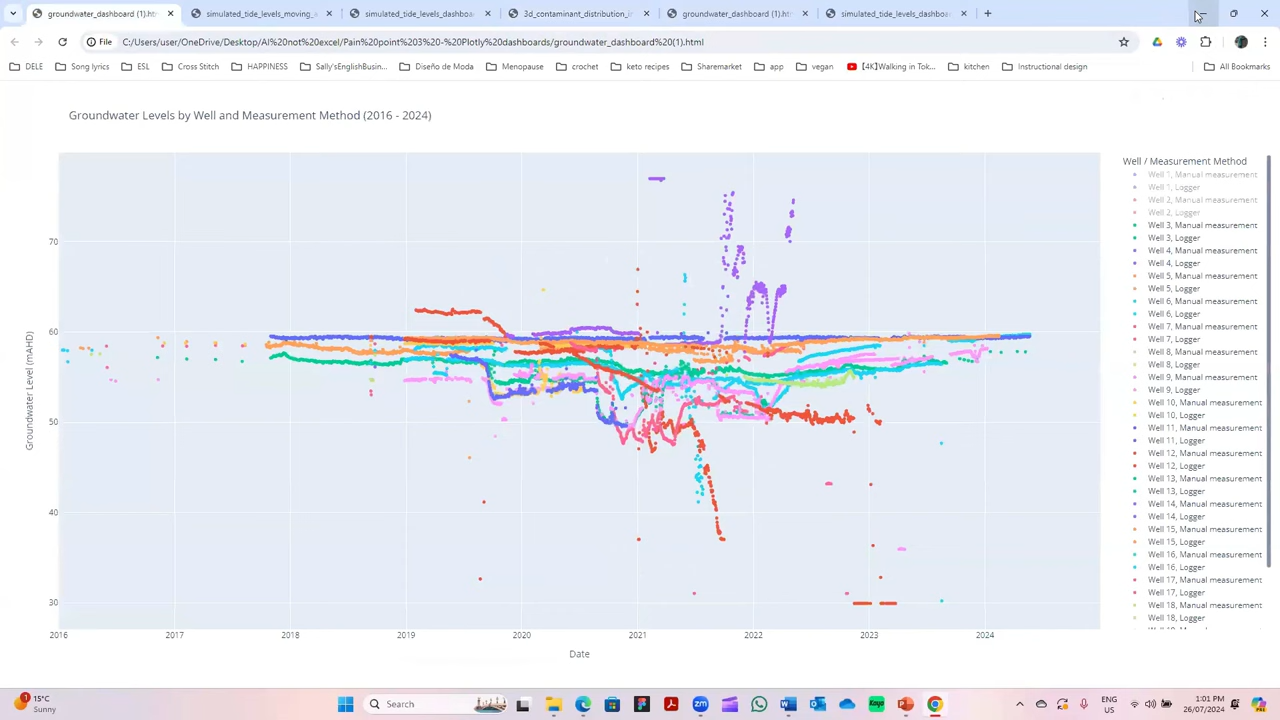 groundwater_dashboard (1).htm
simulated_tide_levels_moving_a
simulated_tide_levels_dashboa
3d_contaminant_distribution_in
groundwater_dashboard (1).htm
simulated_tide_levels_dashboa
File C:/Users/user/OneDrive/Desktop/AI%20not%20excel/Pain%20point%203%20-%20Plotly%20dashboards/groundwater_dashboard%20(1).html
DELE Song lyrics ESL Cross Stitch HAPPINESS Sally'sEnglishBusin... Diseño de Moda Menopause crochet keto recipes Sharemarket app vegan 【4K】Walking in Tok... kitchen Instructional design All Bookmarks
Groundwater Levels by Well and Measurement Method (2016 - 2024)
Groundwater Level (mAHD)
70
60
50
40
30
2016 2017 2018 2019 2020 2021 2022 2023 2024
Date
Well / Measurement Method
Well 1, Manual measurement
Well 1, Logger
Well 2, Manual measurement
Well 2, Logger
Well 3, Manual measurement
Well 3, Logger
Well 4, Manual measurement
Well 4, Logger
Well 5, Manual measurement
Well 5, Logger
Well 6, Manual measurement
Well 6, Logger
Well 7, Manual measurement
Well 7, Logger
Well 8, Manual measurement
Well 8, Logger
Well 9, Manual measurement
Well 9, Logger
Well 10, Manual measurement
Well 10, Logger
Well 11, Manual measurement
Well 11, Logger
Well 12, Manual measurement
Well 12, Logger
Well 13, Manual measurement
Well 13, Logger
Well 14, Manual measurement
Well 14, Logger
Well 15, Manual measurement
Well 15, Logger
Well 16, Manual measurement
Well 16, Logger
Well 17, Manual measurement
Well 17, Logger
Well 18, Manual measurement
Well 18, Logger
1
15°C
Sunny
Search
zm
Kayo
ENG
US
1:01 PM
26/07/2024